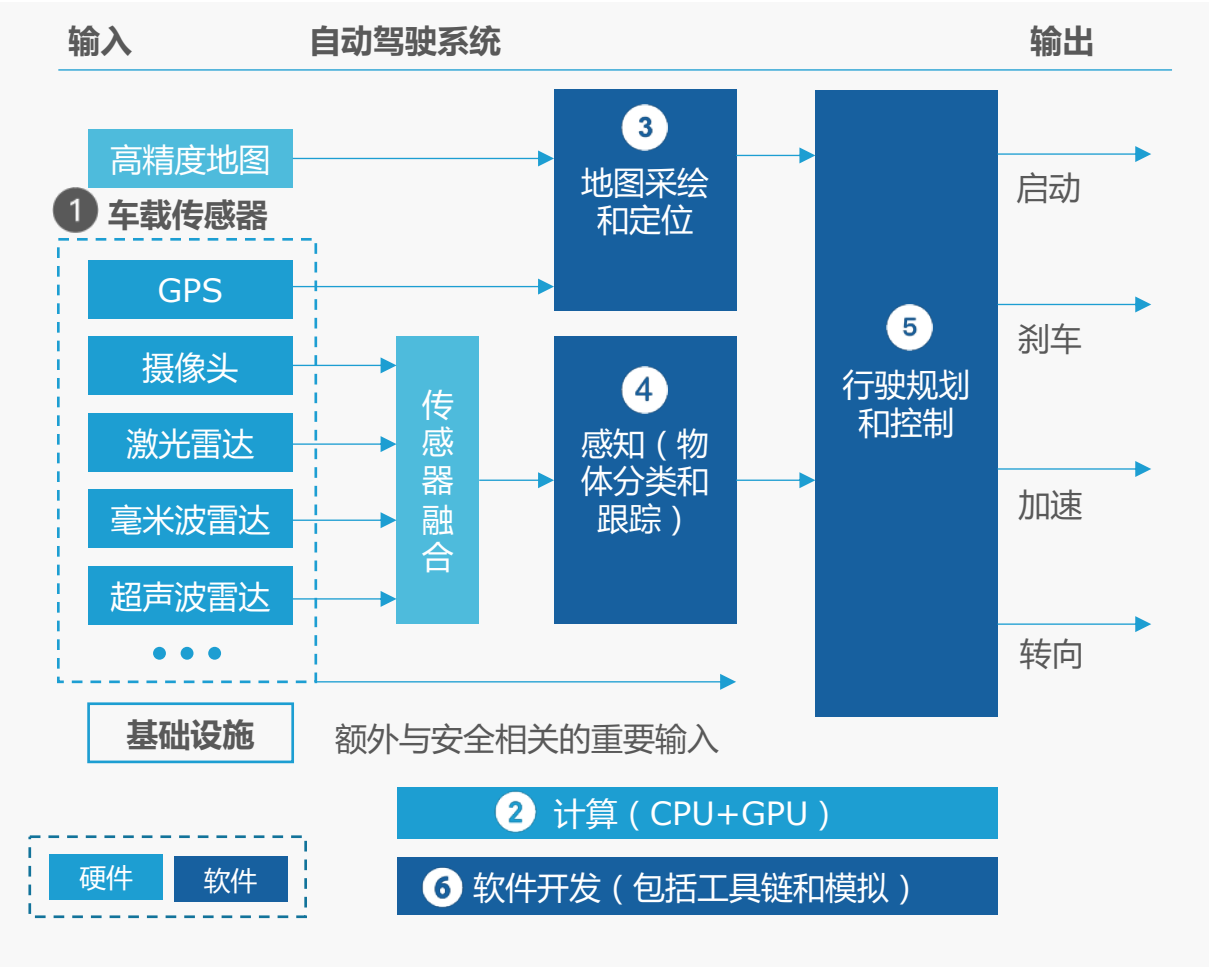 输入
自动驾驶系统
输出
高精度地图
1 车载传感器
GPS
摄像头
激光雷达
毫米波雷达
超声波雷达
基础设施
传
感
器
融
合
3
地图采绘
和定位
4
感知（物
体分类和
跟踪）
5
行驶规划
和控制
启动
刹车
加速
转向
额外与安全相关的重要输入
2 计算（CPU+GPU）
6 软件开发（包括工具链和模拟）
硬件
软件